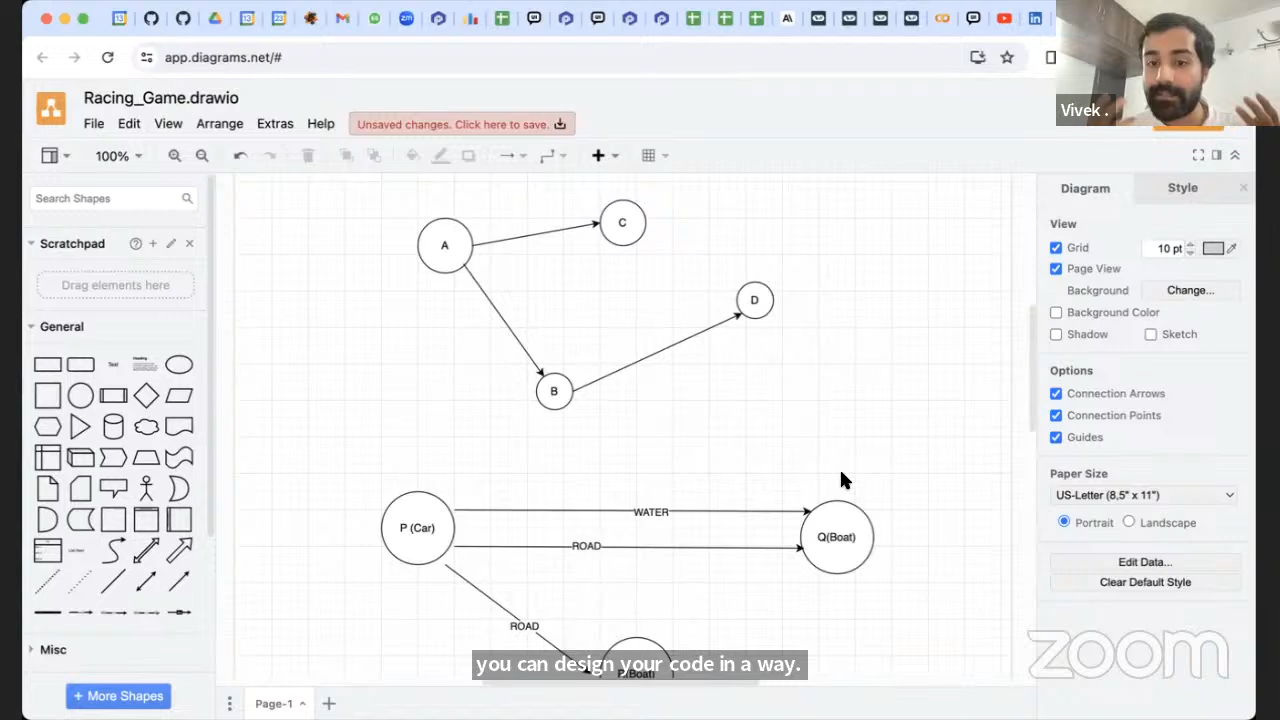 app.diagrams.net/#
Vivek .
Racing_Game.drawio
File Edit View Arrange Extras Help
Unsaved changes. Click here to save.
100%
Search Shapes
Scratchpad
Drag elements here
General
Text
Heading
Misc
+ More Shapes
A
C
D
B
P (Car)
WATER
ROAD
Q(Boat)
ROAD
you can design your code in a way.
Page-1
Diagram
Style
View
Grid
10 pt
Page View
Background
Change...
Background Color
Shadow
Sketch
Options
Connection Arrows
Connection Points
Guides
Paper Size
US-Letter (8,5" x 11")
Portrait
Landscape
Edit Data...
Clear Default Style
zoom